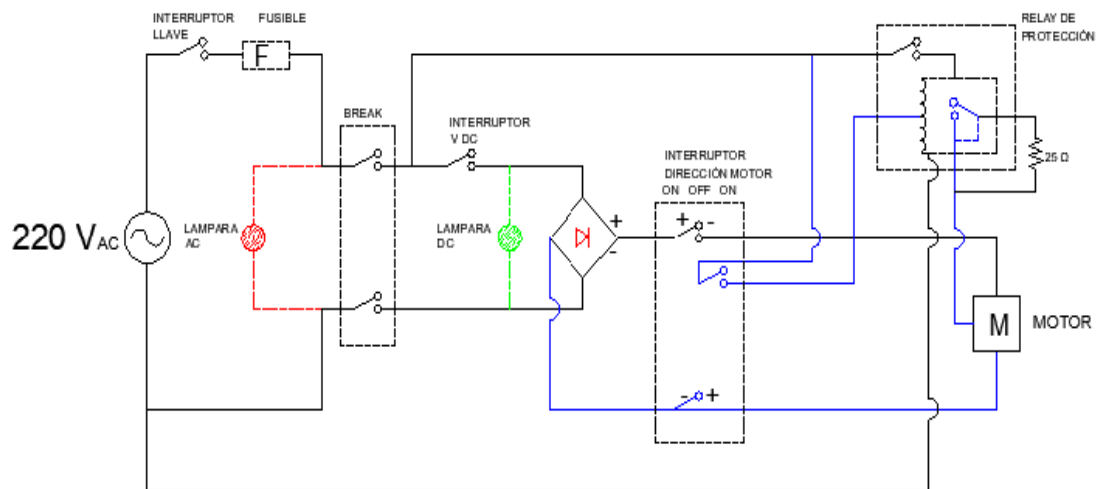 INTERRUPTOR
LLAVE
FUSIBLE
F
RELAY DE
PROTECCIÓN
BREAK
INTERRUPTOR
V DC
25 Ω
INTERRUPTOR
DIRECCIÓN MOTOR
ON OFF ON
220 VAC
LAMPARA
AC
LAMPARA
DC
+
-
+ -
M
MOTOR
- +